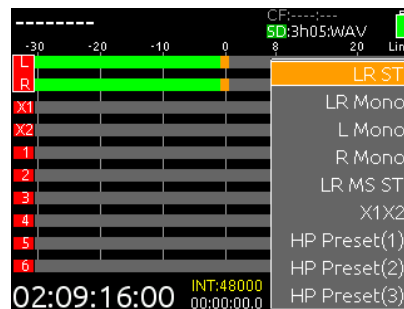 --------
CF:----:---
SD:3h05:WAV
-30 -20 -10 0 8 20 Lin
L
R
X1
X2
1
2
3
4
5
6
LR ST
LR Mono
L Mono
R Mono
LR MS ST
X1X2
HP Preset(1)
HP Preset(2)
HP Preset(3)
02:09:16:00
INT:48000
00:00:00.0